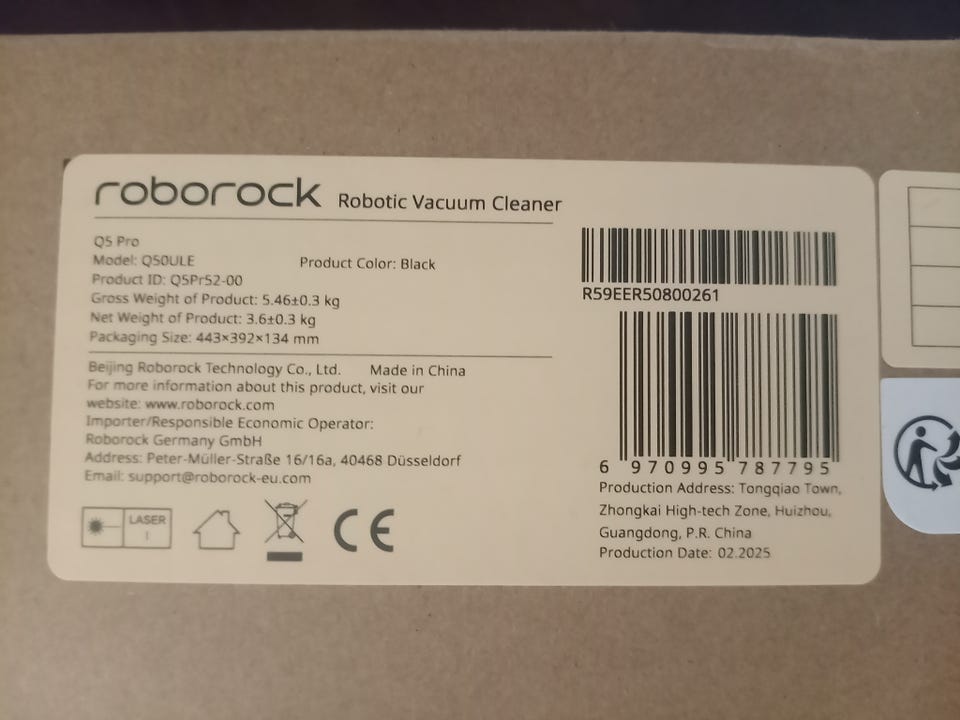 roborock Robotic Vacuum Cleaner
Q5 Pro
Model: Q50ULE Product Color: Black
Product ID: Q5Pr52-00
Gross Weight of Product: 5.46±0.3 kg
Net Weight of Product: 3.6±0.3 kg
Packaging Size: 443×392×134 mm
Beijing Roborock Technology Co., Ltd. Made in China
For more information about this product, visit our
website: www.roborock.com
Importer/Responsible Economic Operator:
Roborock Germany GmbH
Address: Peter-Müller-Straße 16/16a, 40468 Düsseldorf
Email: support@roborock-eu.com
LASER
I
CE
R59EER50800261
6 970995 787795
Production Address: Tongqiao Town,
Zhongkai High-tech Zone, Huizhou,
Guangdong, P.R. China
Production Date: 02.2025